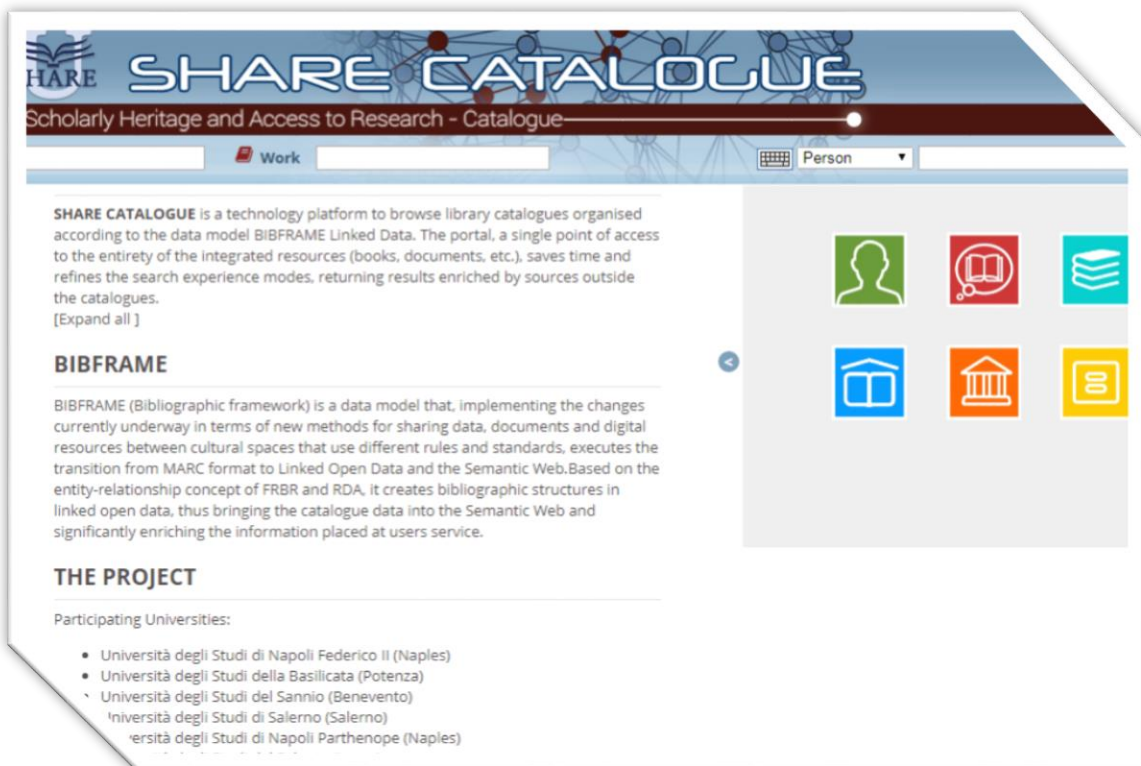 HARE
SHARE CATALOGUE
Scholarly Heritage and Access to Research - Catalogue
Work
Person
SHARE CATALOGUE is a technology platform to browse library catalogues organised
according to the data model BIBFRAME Linked Data. The portal, a single point of access
to the entirety of the integrated resources (books, documents, etc.), saves time and
refines the search experience modes, returning results enriched by sources outside
the catalogues.
[Expand all ]
BIBFRAME
BIBFRAME (Bibliographic framework) is a data model that, implementing the changes
currently underway in terms of new methods for sharing data, documents and digital
resources between cultural spaces that use different rules and standards, executes the
transition from MARC format to Linked Open Data and the Semantic Web.Based on the
entity-relationship concept of FRBR and RDA, it creates bibliographic structures in
linked open data, thus bringing the catalogue data into the Semantic Web and
significantly enriching the information placed at users service.
THE PROJECT
Participating Universities:
Università degli Studi di Napoli Federico II (Naples)
Università degli Studi della Basilicata (Potenza)
Università degli Studi del Sannio (Benevento)
niversità degli Studi di Salerno (Salerno)
ersità degli Studi di Napoli Parthenope (Naples)